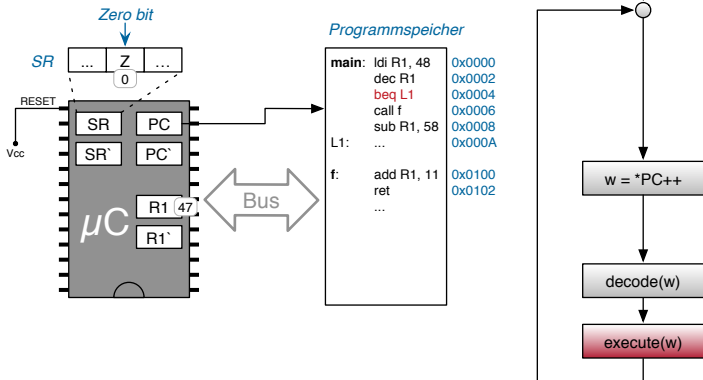 Zero bit
SR
... Z ...
0
RESET
Vcc
SR PC
SR` PC`
R1 47
R1`
µC
Bus
Programmspeicher
main: ldi R1, 48 0x0000
dec R1 0x0002
beq L1 0x0004
call f 0x0006
sub R1, 58 0x0008
L1: ... 0x000A
f: add R1, 11 0x0100
ret 0x0102
...
w = *PC++
decode(w)
execute(w)